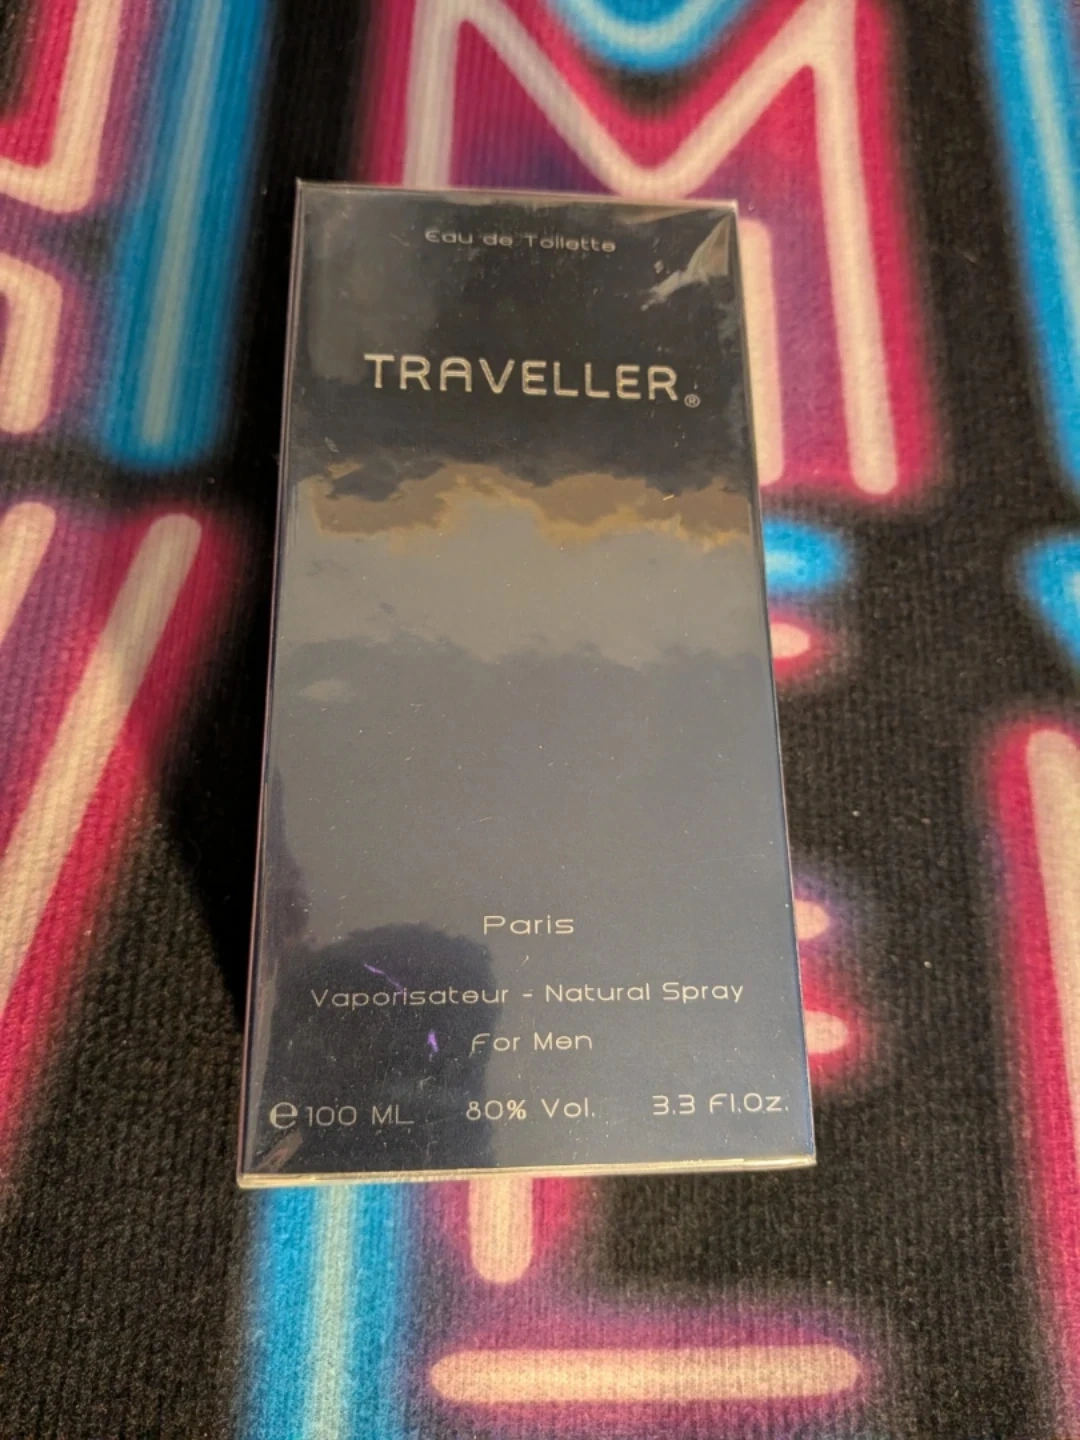 Eau de Toilette
TRAVELLER®
Paris
Vaporisateur - Natural Spray
For Men
℮ 100 ML 80% Vol. 3.3 Fl.Oz.